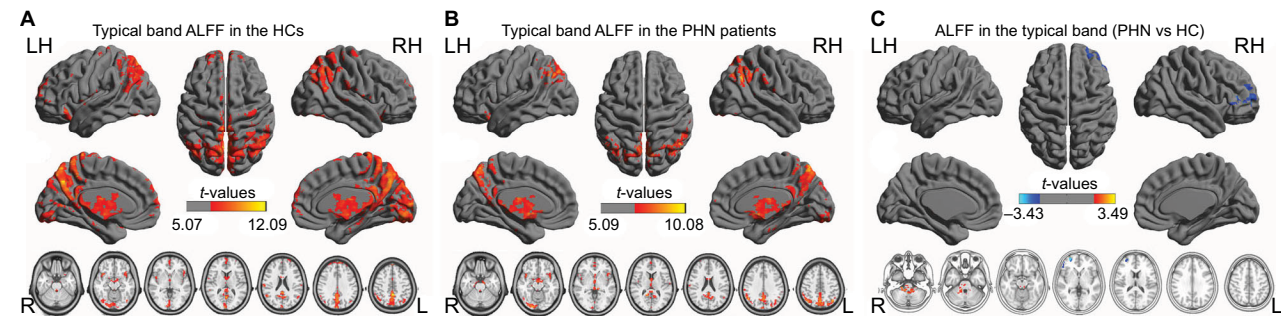 A
Typical band ALFF in the HCs
LH
RH
t-values
5.07
12.09
R
L
B
Typical band ALFF in the PHN patients
LH
RH
t-values
5.09
10.08
R
L
C
ALFF in the typical band (PHN vs HC)
LH
RH
t-values
–3.43
3.49
R
L